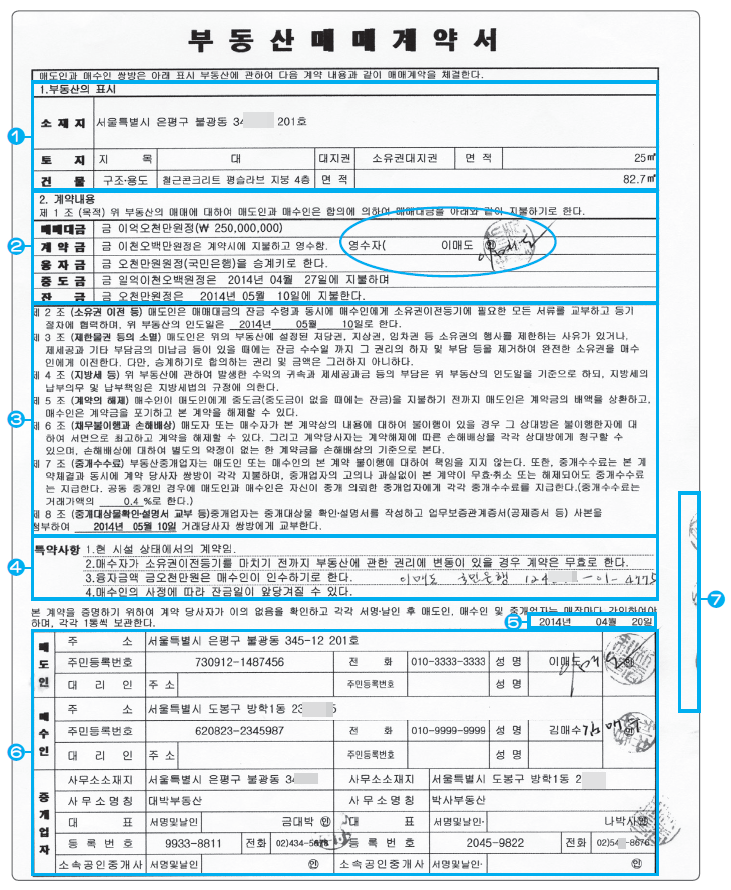 부동산매매계약서
매도인과 매수인 쌍방은 아래 표시 부동산에 관하여 다음 계약 내용과 같이 매매계약을 체결한다.
1.부동산의 표시
1
소재지 서울특별시 은평구 불광동 34 201호
토 지 지 목 대 대지권 소유권대지권 면 적 25㎡
건 물 구조·용도 철근콘크리트 평슬라브 지붕 4층 면 적 82.7㎡
2. 계약내용
제 1 조 (목적) 위 부동산의 매매에 대하여 매도인과 매수인은 합의에 의하여 매매대금을 아래와 같이 지불하기로 한다.
매매대금 금 이억오천만원정(₩ 250,000,000)
2
계 약 금 금 이천오백만원정은 계약시에 지불하고 영수함. 영수자( 이매도 ㊞
융 자 금 금 오천만원원정(국민은행)을 승계키로 한다.
중 도 금 금 일억이천오백원정은 2014년 04월 27일에 지불하며
잔 금 금 오천만원정은 2014년 05월 10일에 지불한다.
제 2 조 (소유권 이전 등) 매도인은 매매대금의 잔금 수령과 동시에 매수인에게 소유권이전등기에 필요한 모든 서류를 교부하고 등기
절차에 협력하며, 위 부동산의 인도일은 2014년 05월 10일로 한다.
제 3 조 (제한물권 등의 소멸) 매도인은 위의 부동산에 설정된 저당권, 지상권, 임차권 등 소유권의 행사를 제한하는 사유가 있거나,
제세공과 기타 부담금의 미납금 등이 있을 때에는 잔금 수수일 까지 그 권리의 하자 및 부담 등을 제거하여 완전한 소유권을 매수
인에게 이전한다. 다만, 승계하기로 합의하는 권리 및 금액은 그러하지 아니하다.
제 4 조 (지방세 등) 위 부동산에 관하여 발생한 수익의 귀속과 제세공과금 등의 부담은 위 부동산의 인도일을 기준으로 하되, 지방세의
납부의무 및 납부책임은 지방세법의 규정에 의한다.
제 5 조 (계약의 해제) 매수인이 매도인에게 중도금(중도금이 없을 때에는 잔금)을 지불하기 전까지 매도인은 계약금의 배액을 상환하고,
3
매수인은 계약금을 포기하고 본 계약을 해제할 수 있다.
제 6 조 (채무불이행과 손해배상) 매도자 또는 매수자가 본 계약상의 내용에 대하여 불이행이 있을 경우 그 상대방은 불이행한자에 대
하여 서면으로 최고하고 계약을 해제할 수 있다. 그리고 계약당사자는 계약해제에 따른 손해배상을 각각 상대방에게 청구할 수
있으며, 손해배상에 대하여 별도의 약정이 없는 한 계약금을 손해배상의 기준으로 본다.
제 7 조 (중개수수료) 부동산중개업자는 매도인 또는 매수인의 본 계약 불이행에 대하여 책임을 지지 않는다. 또한, 중개수수료는 본 계
약체결과 동시에 계약 당사자 쌍방이 각각 지불하며, 중개업자의 고의나 과실없이 본 계약이 무효·취소 또는 해제되어도 중개수수료
는 지급한다. 공동 중개인 경우에 매도인과 매수인은 자신이 중개 의뢰한 중개업자에게 각각 중개수수료를 지급한다.(중개수수료는
거래가액의 0.4 %로 한다.)
제 8 조 (중개대상물확인·설명서 교부 등)중개업자는 중개대상물 확인·설명서를 작성하고 업무보증관계증서(공제증서 등) 사본을
첨부하여 2014년 05월 10일 거래당사자 쌍방에게 교부한다.
특약사항 1.현 시설 상태에서의 계약임.
2.매수자가 소유권이전등기를 마치기 전까지 부동산에 관한 권리에 변동이 있을 경우 계약은 무효로 한다.
4
3.융자금액 금오천만원은 매수인이 인수하기로 한다. 이매도 국민은행 124 -01-4775
4.매수인의 사정에 따라 잔금일이 앞당겨질 수 있다.
7
본 계약을 증명하기 위하여 계약 당사자가 이의 없음을 확인하고 각각 서명·날인 후 매도인, 매수인 및 중개업자는 매장마다 간인하여야
하며, 각각 1통씩 보관한다.
5
2014년 04월 20일
매도인
주 소 서울특별시 은평구 불광동 345-12 201호
주민등록번호 730912-1487456 전 화 010-3333-3333 성 명 이매도 ㊞
대 리 인 주 소 주민등록번호 성 명
매수인
주 소 서울특별시 도봉구 방학1동 23 5
주민등록번호 620823-2345987 전 화 010-9999-9999 성 명 김매수 김매수 ㊞
6
대 리 인 주 소 주민등록번호 성 명
중개업자
사무소소재지 서울특별시 은평구 불광동 34 사무소소재지 서울특별시 도봉구 방학1동 2
사무소명칭 대박부동산 사무소명칭 박사부동산
대 표 서명및날인 금대박 ㊞ 대 표 서명및날인· 나박사 ㊞
등 록 번 호 9933-8811 전화 02)434-5678 등 록 번 호 2045-9822 전화 02)54 -8676
소속공인중개사 서명및날인 ㊞ 소속공인중개사 서명및날인· ㊞